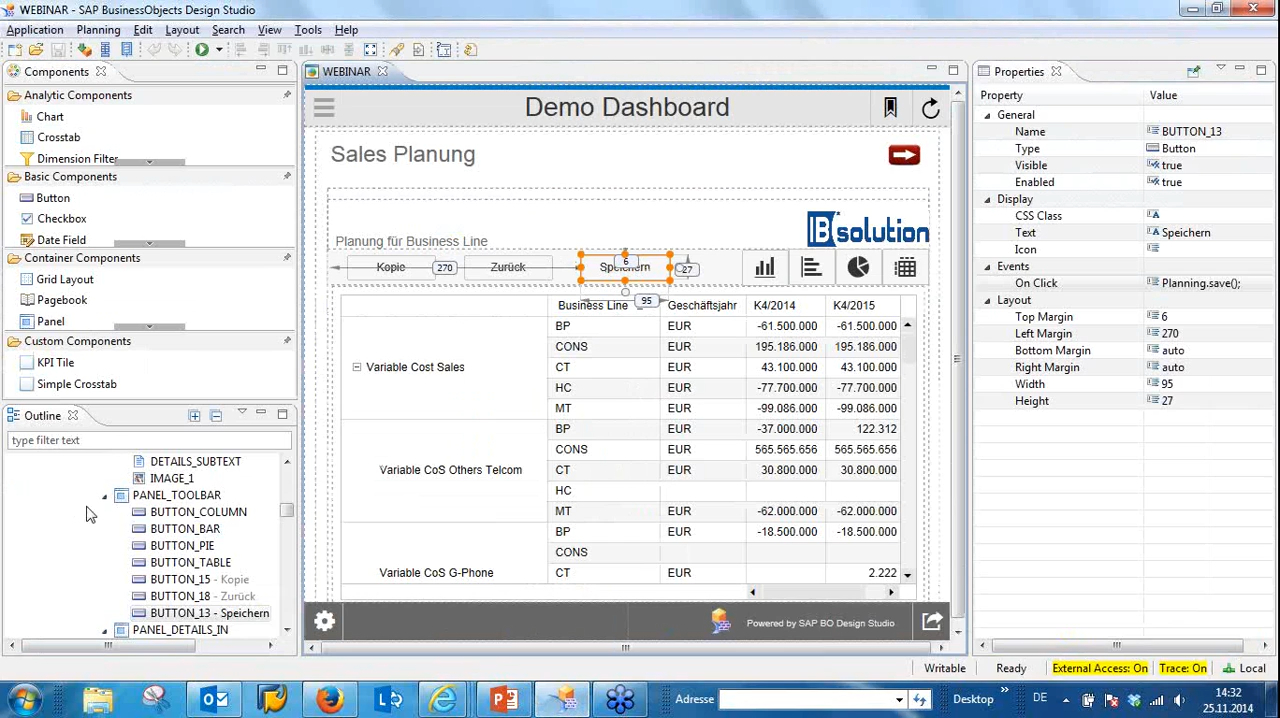 WEBINAR - SAP BusinessObjects Design Studio
Application Planning Edit Layout Search View Tools Help
Components
Analytic Components
Chart
Crosstab
Dimension Filter
Basic Components
Button
Checkbox
Date Field
Container Components
Grid Layout
Pagebook
Panel
Custom Components
KPI Tile
Simple Crosstab
Outline
type filter text
DETAILS_SUBTEXT
IMAGE_1
PANEL_TOOLBAR
BUTTON_COLUMN
BUTTON_BAR
BUTTON_PIE
BUTTON_TABLE
BUTTON_15 - Kopie
BUTTON_18 - Zurück
BUTTON_13 - Speichern
PANEL_DETAILS_IN
WEBINAR
Demo Dashboard
Sales Planung
IBsolution
Planung für Business Line
Kopie 270 Zurück Speichern 6 27
95
Business Line Geschäftsjahr K4/2014 K4/2015
BP EUR -61.500.000 -61.500.000
CONS EUR 195.186.000 195.186.000
Variable Cost Sales CT EUR 43.100.000 43.100.000
HC EUR -77.700.000 -77.700.000
MT EUR -99.086.000 -99.086.000
BP EUR -37.000.000 122.312
CONS EUR 565.565.656 565.565.656
Variable CoS Others Telcom CT EUR 30.800.000 30.800.000
HC
MT EUR -62.000.000 -62.000.000
BP EUR -18.500.000 -18.500.000
CONS
Variable CoS G-Phone CT EUR 2.222
Powered by SAP BO Design Studio
Properties
Property Value
General
Name BUTTON_13
Type Button
Visible true
Enabled true
Display
CSS Class
Text Speichern
Icon
Events
On Click Planning.save();
Layout
Top Margin 6
Left Margin 270
Bottom Margin auto
Right Margin auto
Width 95
Height 27
Writable Ready External Access: On Trace: On Local
Adresse Desktop DE 14:32
25.11.2014